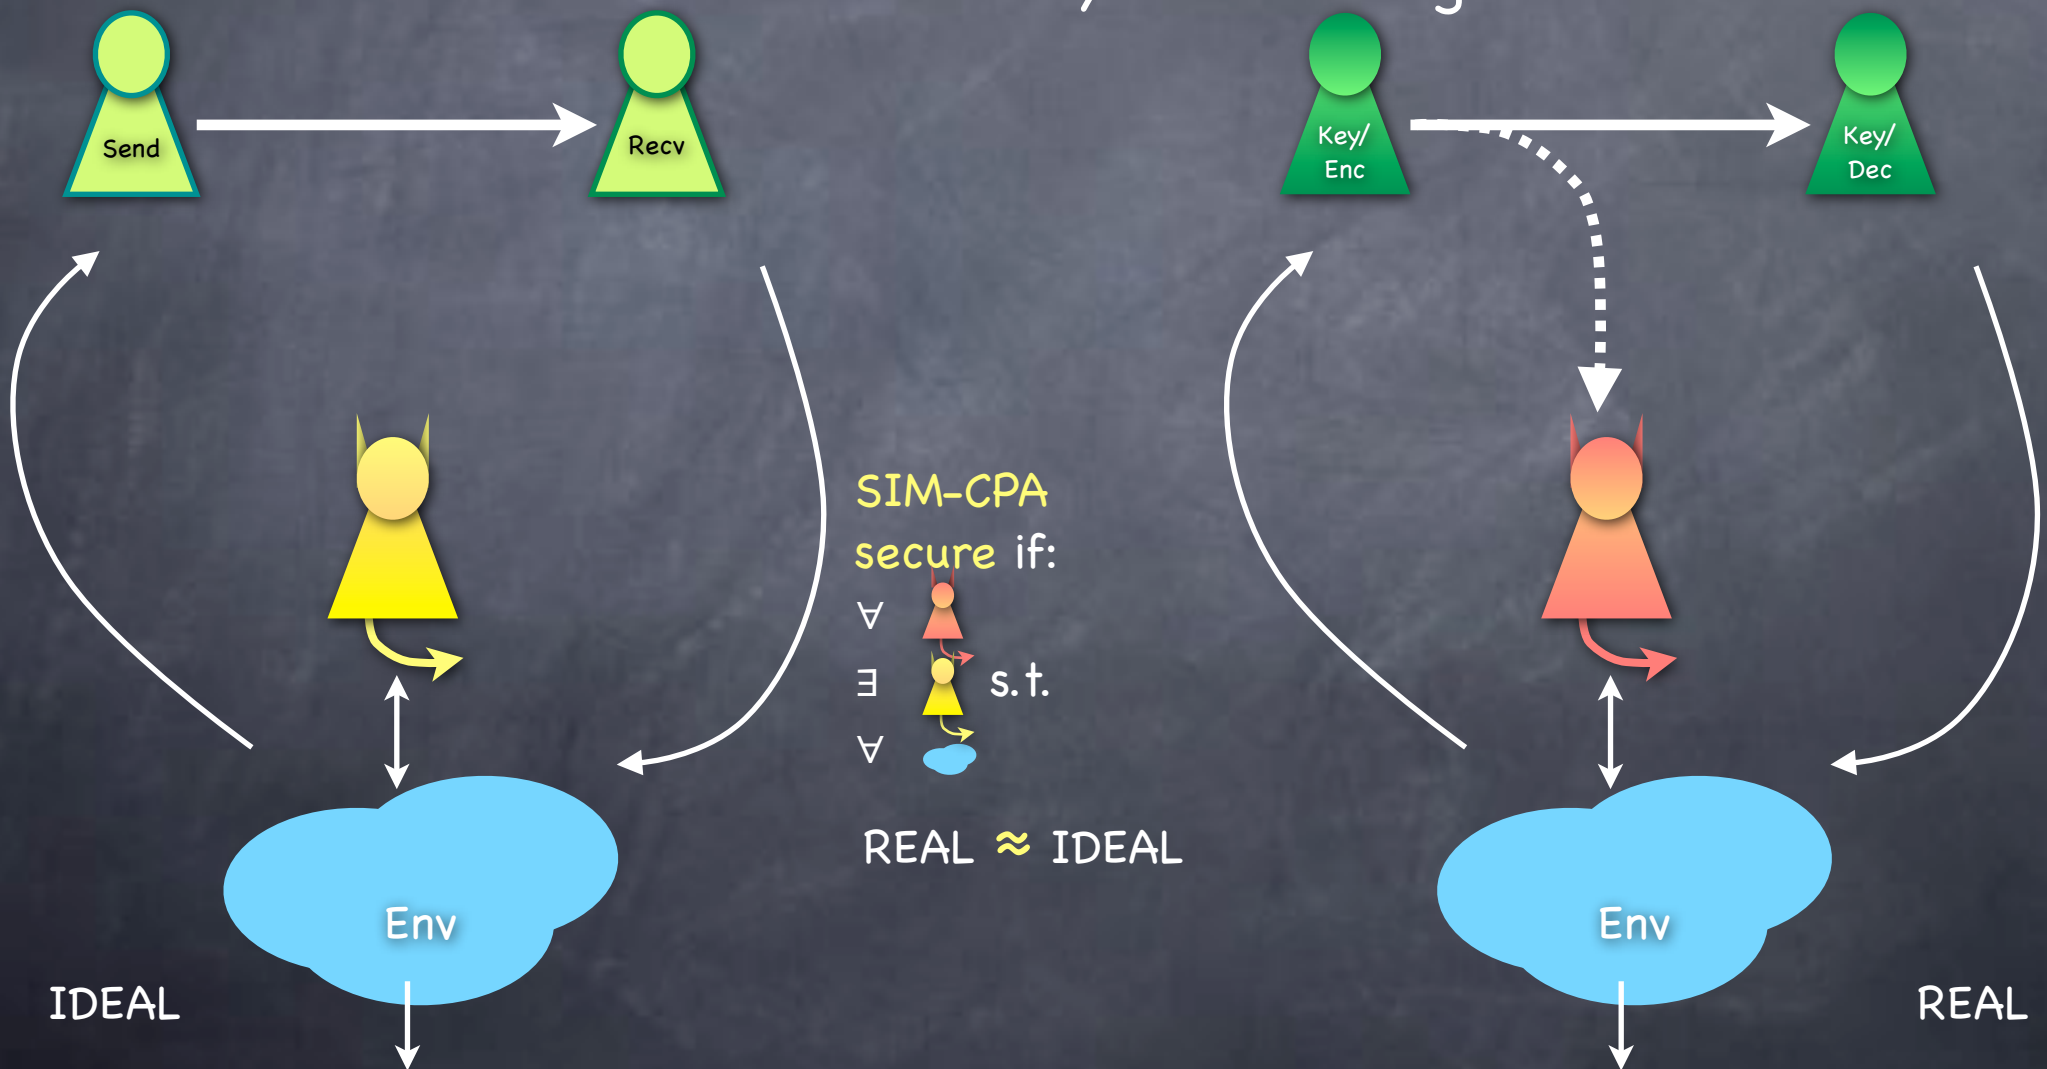 Send
Recv
Key/
Enc
Key/
Dec
SIM-CPA
secure if:
∀
∃ s.t.
∀
REAL ≈ IDEAL
Env
Env
IDEAL
REAL